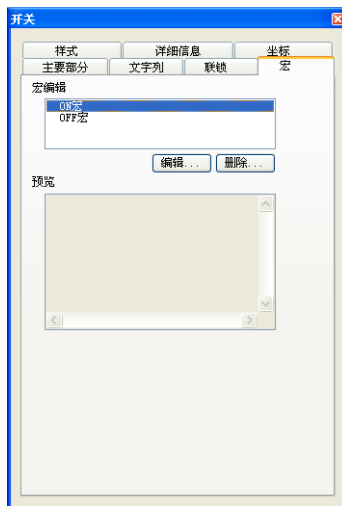 开关
样式 详细信息 坐标
主要部分 文字列 联锁 宏
宏编辑
ON宏
OFF宏
编辑... 删除...
预览